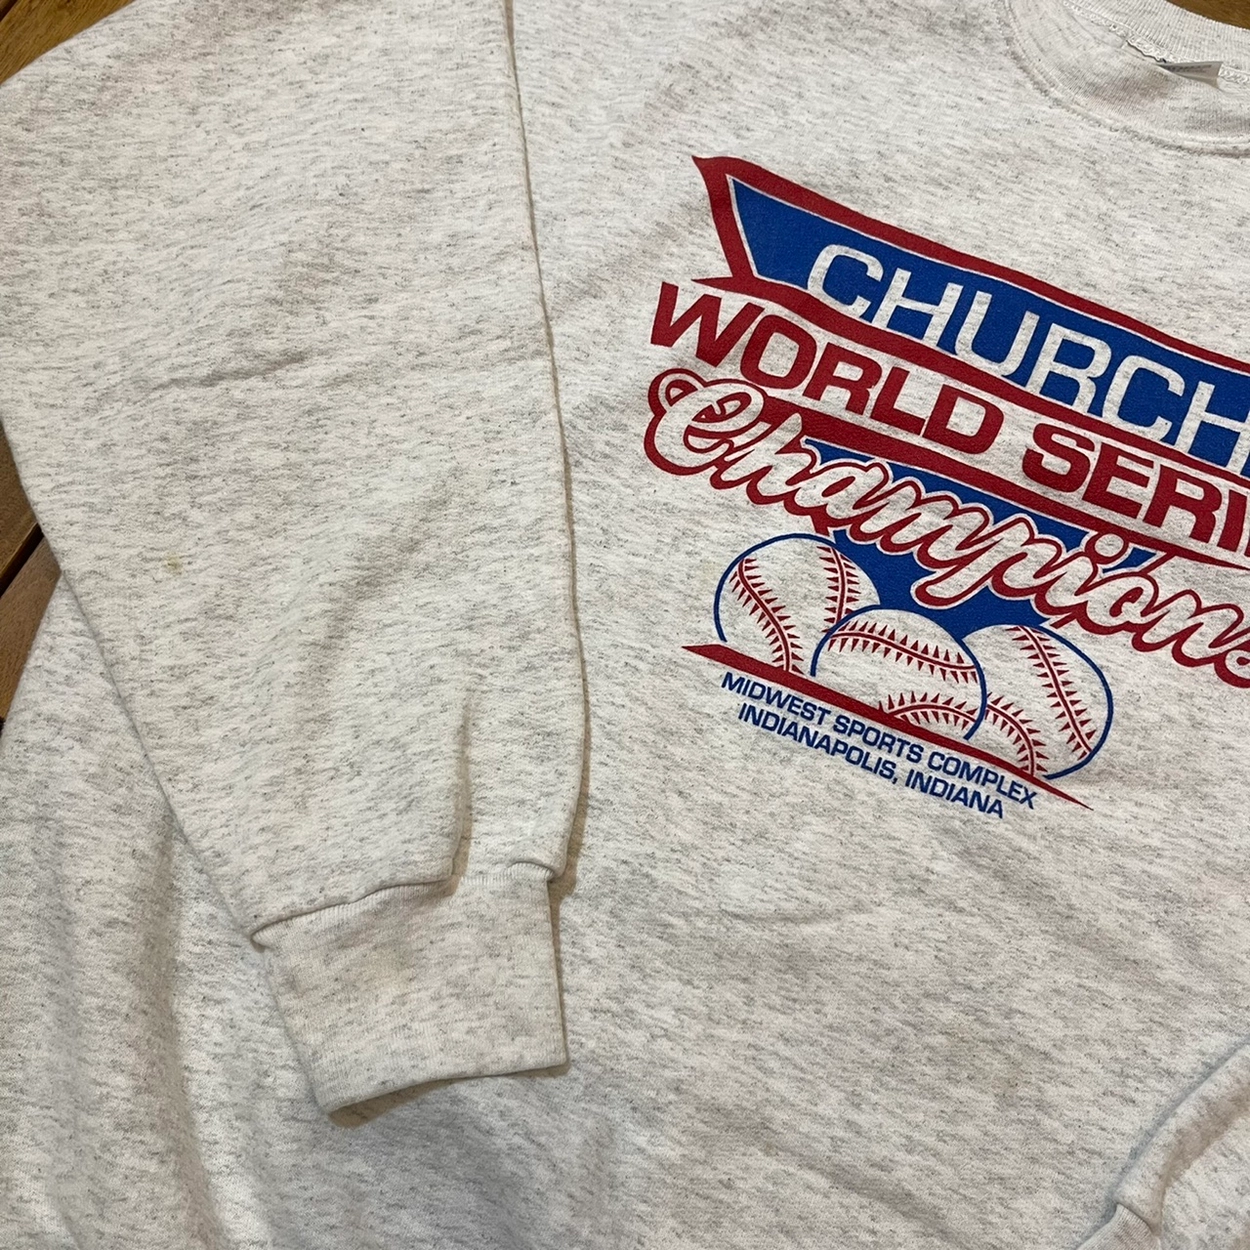 CHURCH
WORLD SERI
Champions
MIDWEST SPORTS COMPLEX
INDIANAPOLIS, INDIANA